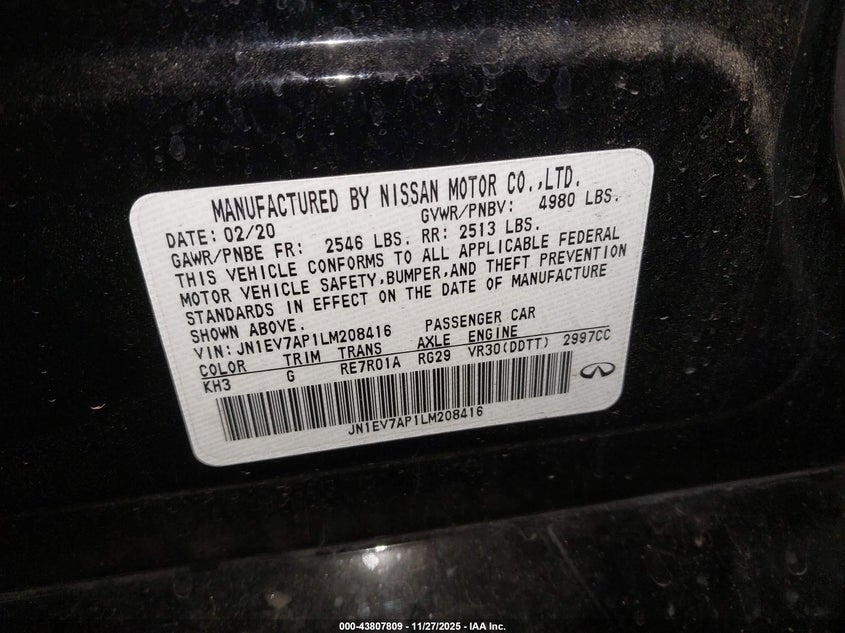 MANUFACTURED BY NISSAN MOTOR CO.,LTD.
DATE: 02/20 GVWR/PNBV: 4980 LBS.
GAWR/PNBE FR: 2546 LBS. RR: 2513 LBS.
THIS VEHICLE CONFORMS TO ALL APPLICABLE FEDERAL
MOTOR VEHICLE SAFETY,BUMPER,AND THEFT PREVENTION
STANDARDS IN EFFECT ON THE DATE OF MANUFACTURE
SHOWN ABOVE.
VIN: JN1EV7AP1LM208416 PASSENGER CAR
COLOR TRIM TRANS AXLE ENGINE
KH3 G RE7R01A RG29 VR30(DDTT) 2997CC
JN1EV7AP1LM208416
000-43807809 - 11/27/2025 - IAA Inc.